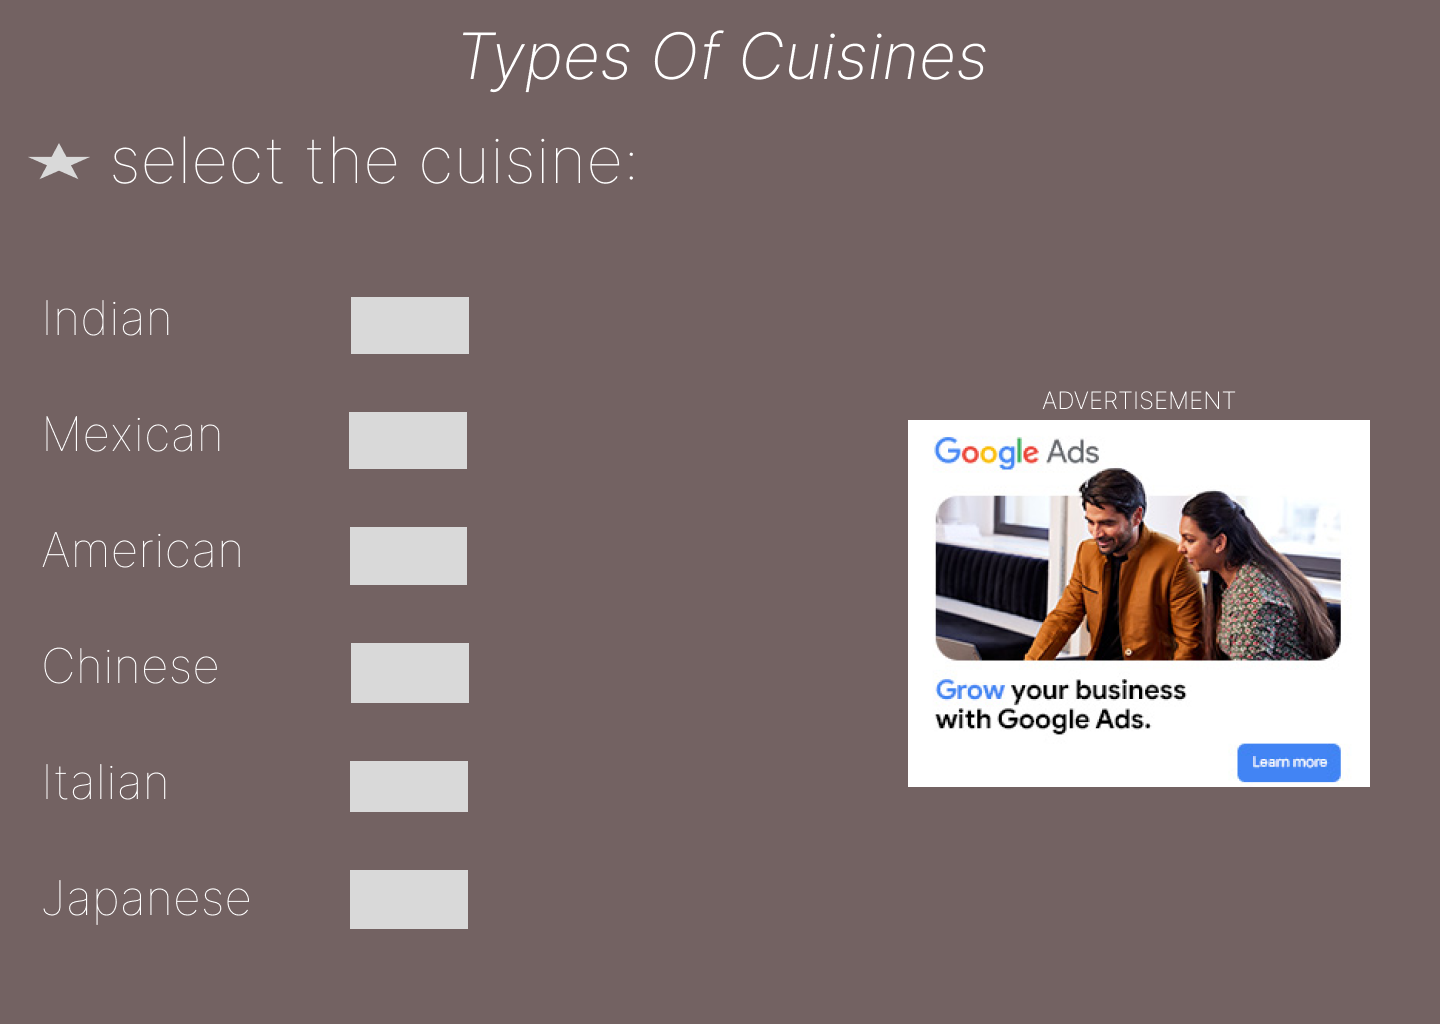 Types Of Cuisines
select the cuisine:
Indian
Mexican
American
Chinese
Italian
Japanese
ADVERTISEMENT
Google Ads
Grow your business
with Google Ads.
Learn more